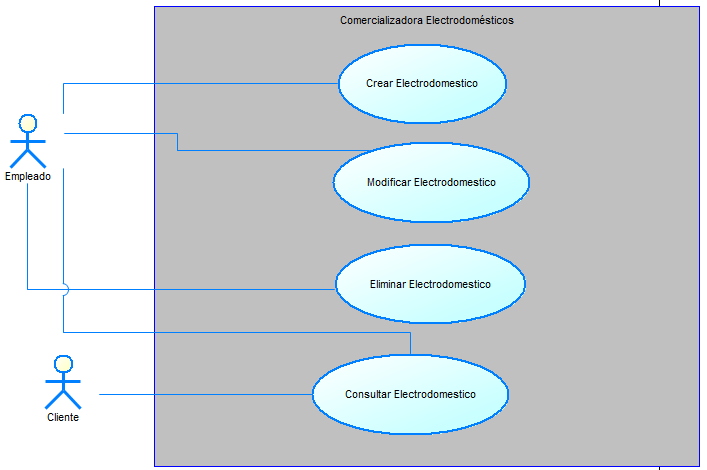 Comercializadora Electrodomésticos
Crear Electrodomestico
Empleado
Modificar Electrodomestico
Eliminar Electrodomestico
Consultar Electrodomestico
Cliente